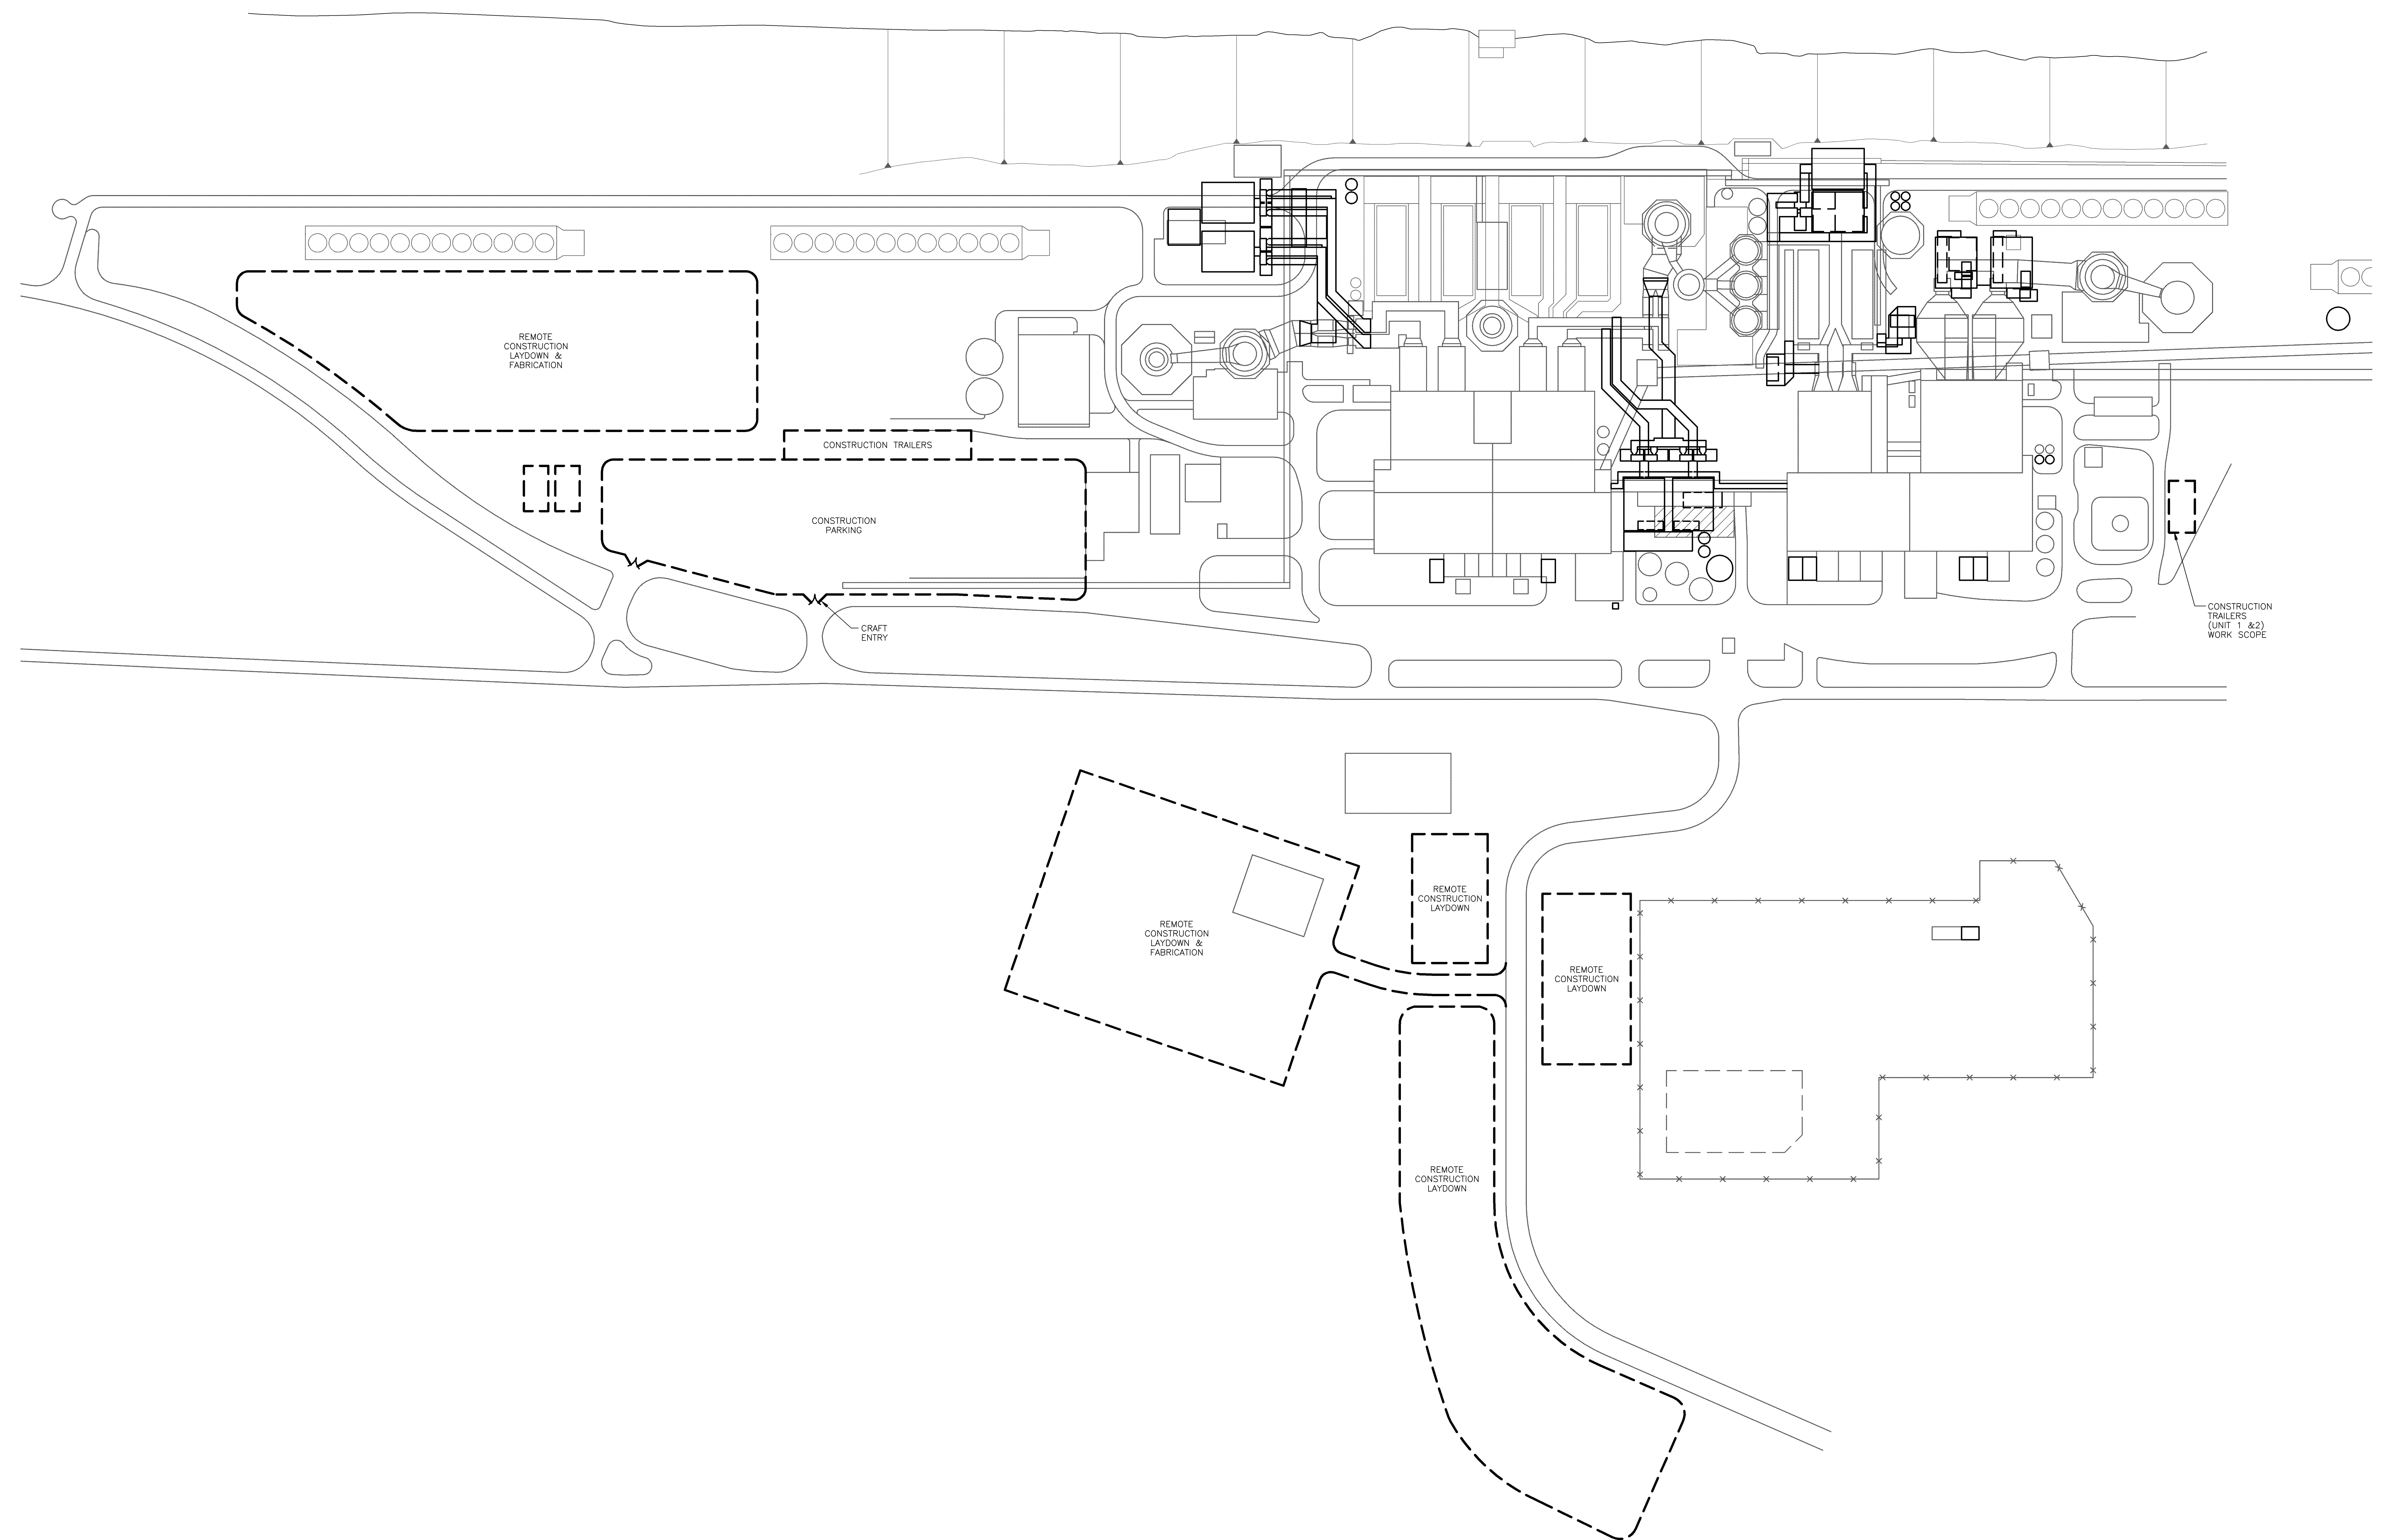 REMOTE
CONSTRUCTION
LAYDOWN &
FABRICATION
CONSTRUCTION TRAILERS
CONSTRUCTION
PARKING
CRAFT
ENTRY
CONSTRUCTION
TRAILERS
(UNIT 1 &2)
WORK SCOPE
REMOTE
CONSTRUCTION
LAYDOWN
REMOTE
CONSTRUCTION
LAYDOWN &
FABRICATION
REMOTE
CONSTRUCTION
LAYDOWN
REMOTE
CONSTRUCTION
LAYDOWN